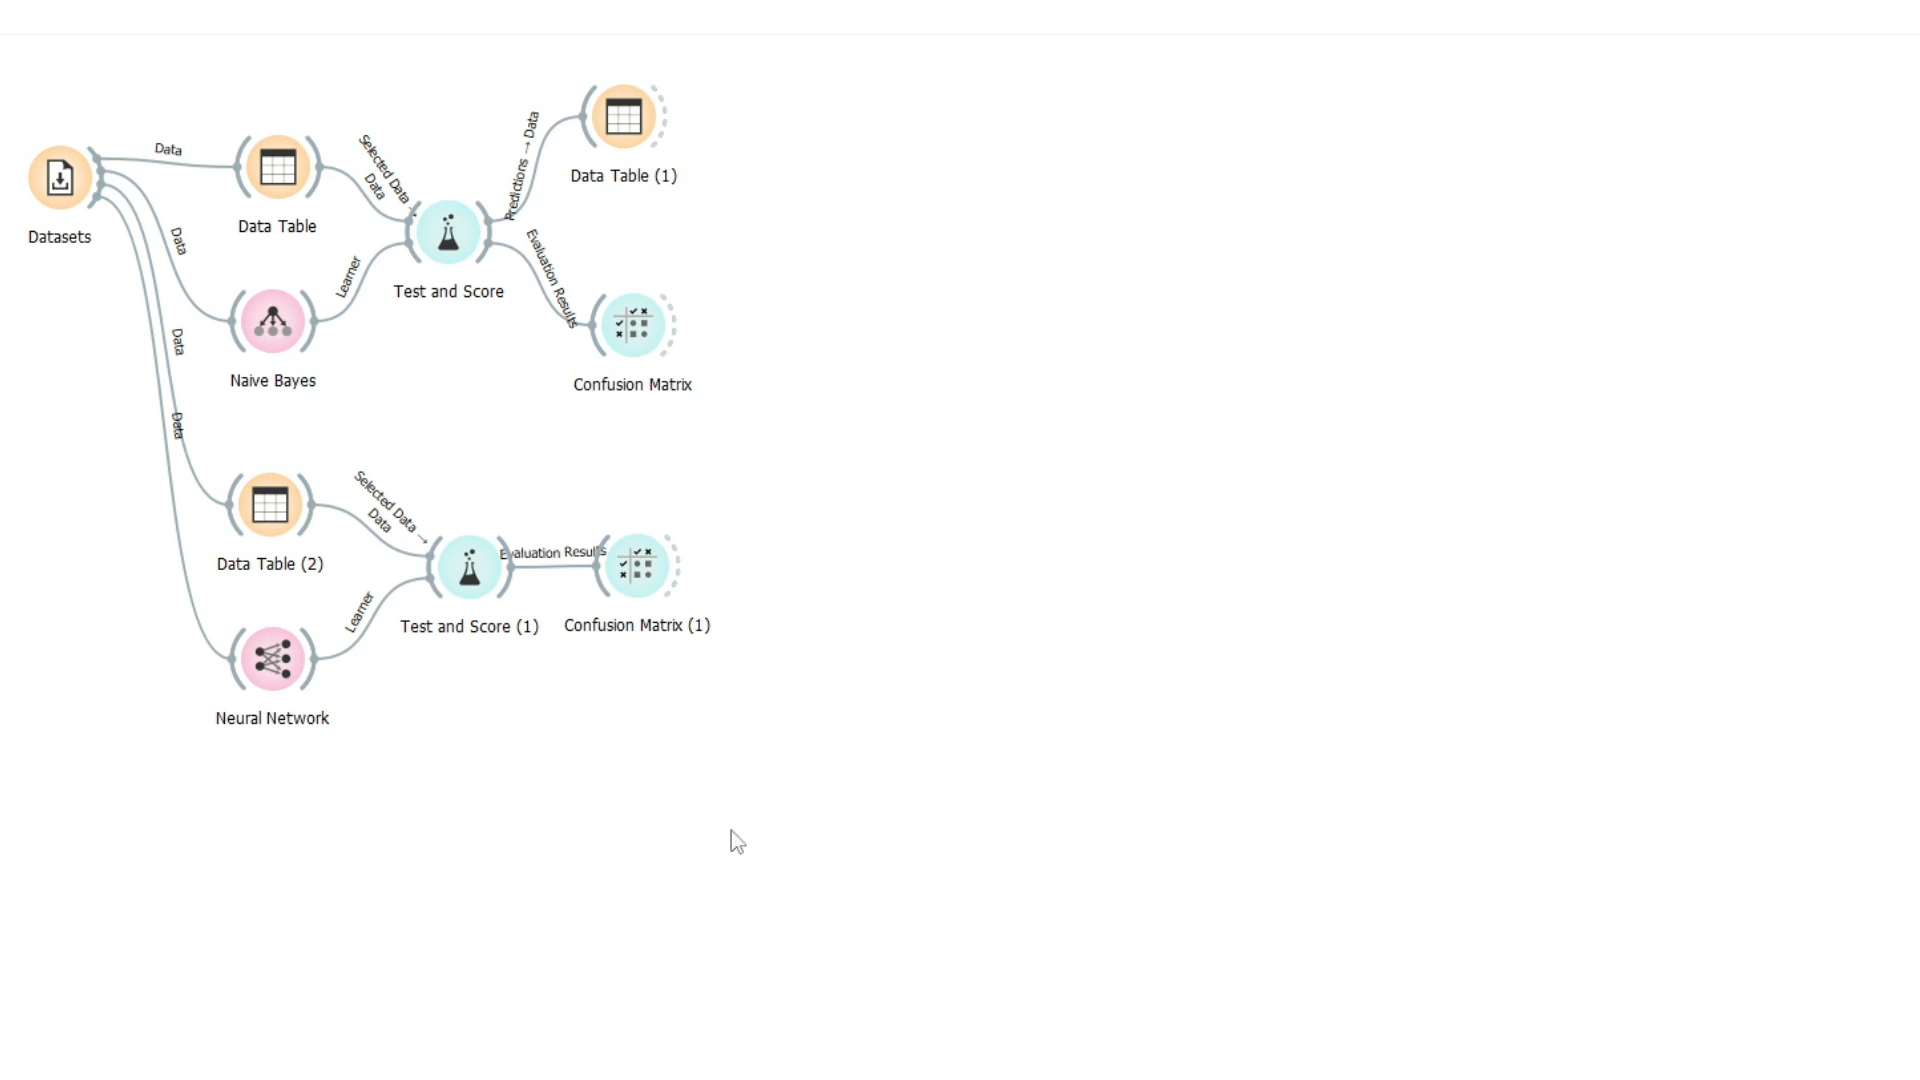 Data
Data Table
Selected Data →
Data
Predictions → Data
Data Table (1)
Datasets
Data
Learner
Test and Score
Evaluation Results
Naive Bayes
Confusion Matrix
Data
Data
Data Table (2)
Selected Data →
Data
Learner
Test and Score (1)
Evaluation Results
Confusion Matrix (1)
Neural Network